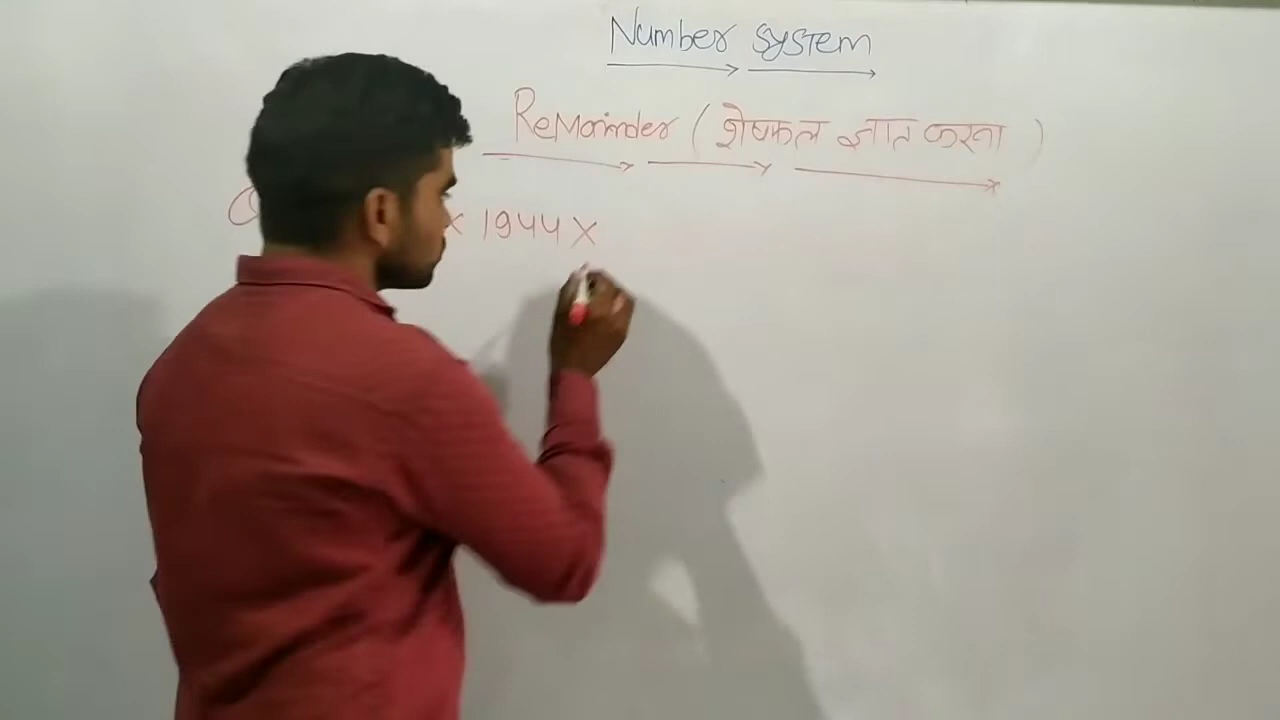 Number system
Remainder ( शेषफल ज्ञात करना )
x 1944 x